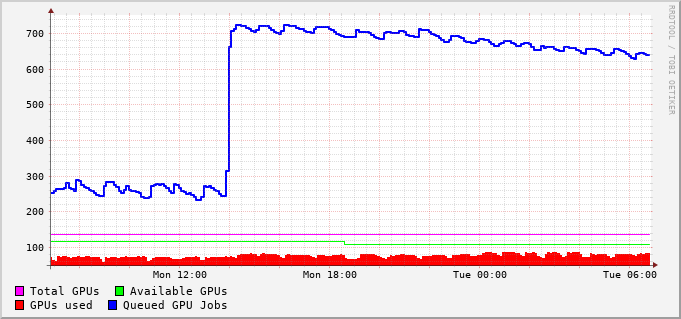 RRDTOOL / TOBI OETIKER
700
600
500
400
300
200
100
Mon 12:00 Mon 18:00 Tue 00:00 Tue 06:00
Total GPUs Available GPUs
GPUs used Queued GPU Jobs